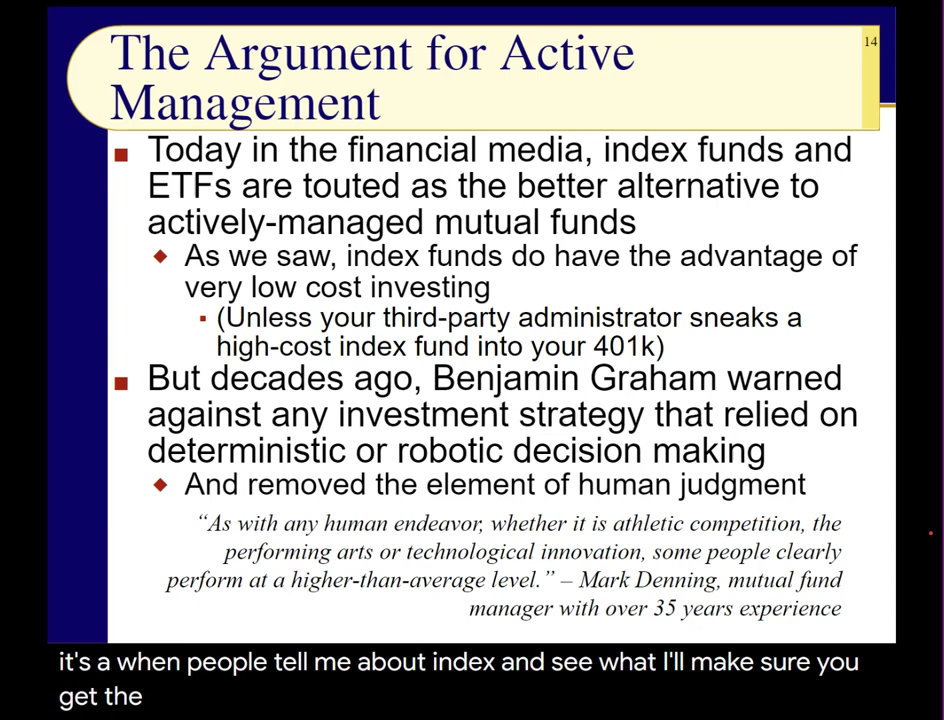 The Argument for Active
Management
14
■ Today in the financial media, index funds and
ETFs are touted as the better alternative to
actively-managed mutual funds
◆ As we saw, index funds do have the advantage of
very low cost investing
▪ (Unless your third-party administrator sneaks a
high-cost index fund into your 401k)
■ But decades ago, Benjamin Graham warned
against any investment strategy that relied on
deterministic or robotic decision making
◆ And removed the element of human judgment
“As with any human endeavor, whether it is athletic competition, the
performing arts or technological innovation, some people clearly
perform at a higher-than-average level.” – Mark Denning, mutual fund
manager with over 35 years experience
it's a when people tell me about index and see what I'll make sure you
get the